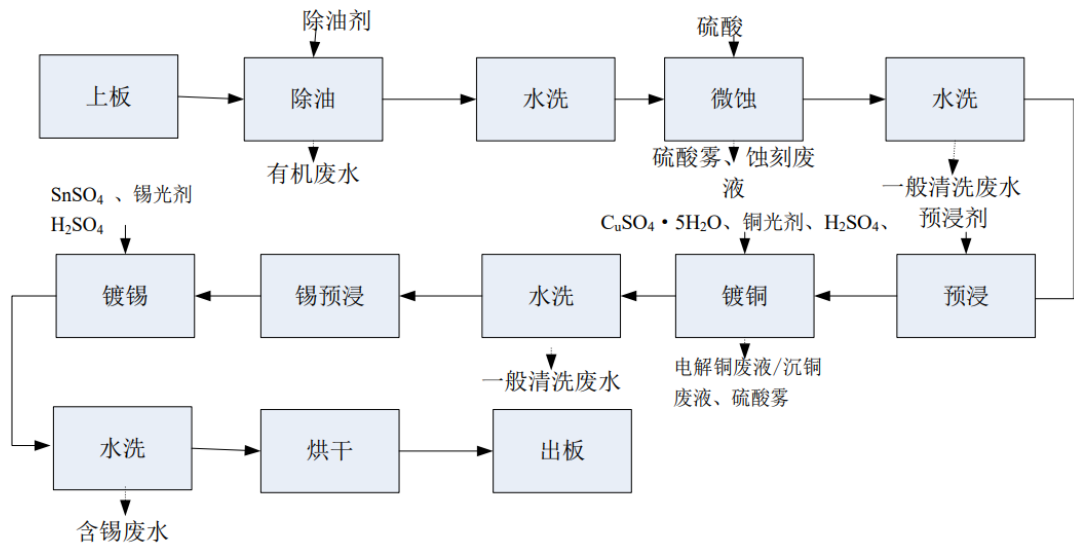 除油剂
硫酸
上板
除油
水洗
微蚀
水洗
有机废水
硫酸雾、蚀刻废
液
一般清洗废水
SnSO4 、锡光剂
H2SO4
CuSO4·5H2O、铜光剂、H2SO4、
预浸剂
镀锡
锡预浸
水洗
镀铜
预浸
一般清洗废水
电解铜废液/沉铜
废液、硫酸雾
水洗
烘干
出板
含锡废水